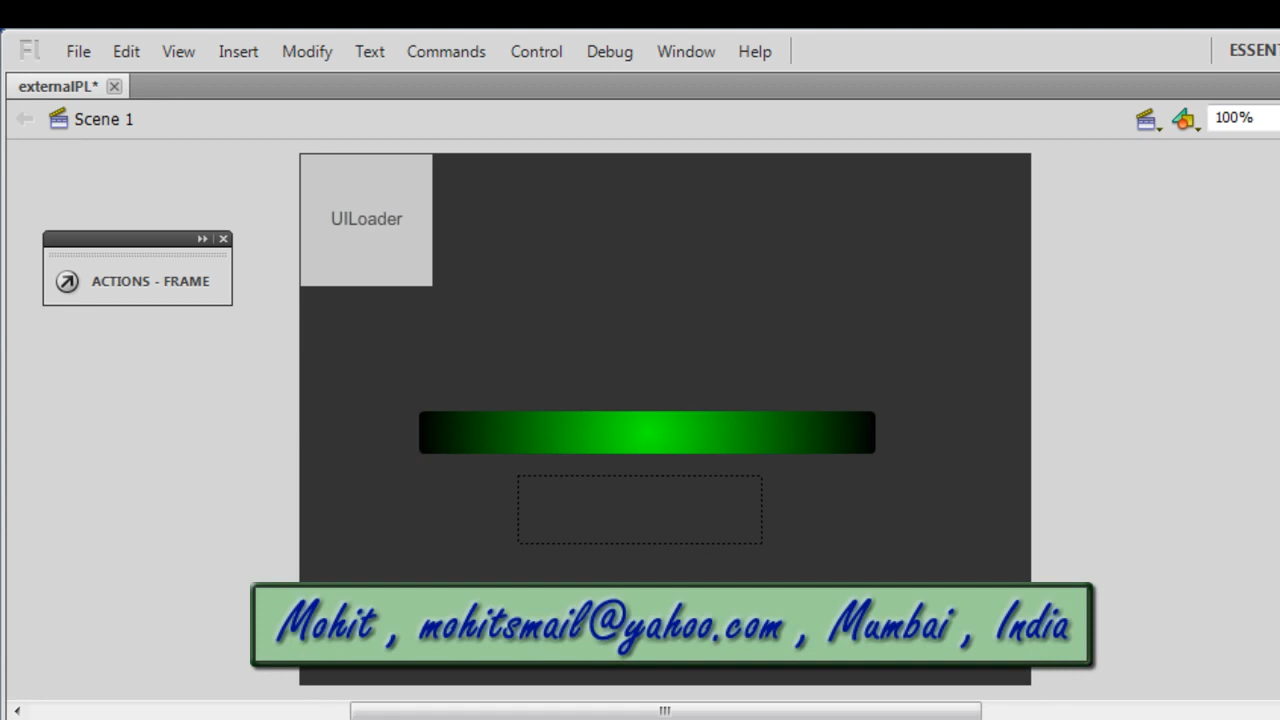 Fl File Edit View Insert Modify Text Commands Control Debug Window Help
externalPL*
Scene 1 100%
UILoader
ACTIONS - FRAME
Mohit , mohitsmail@yahoo.com , Mumbai , India